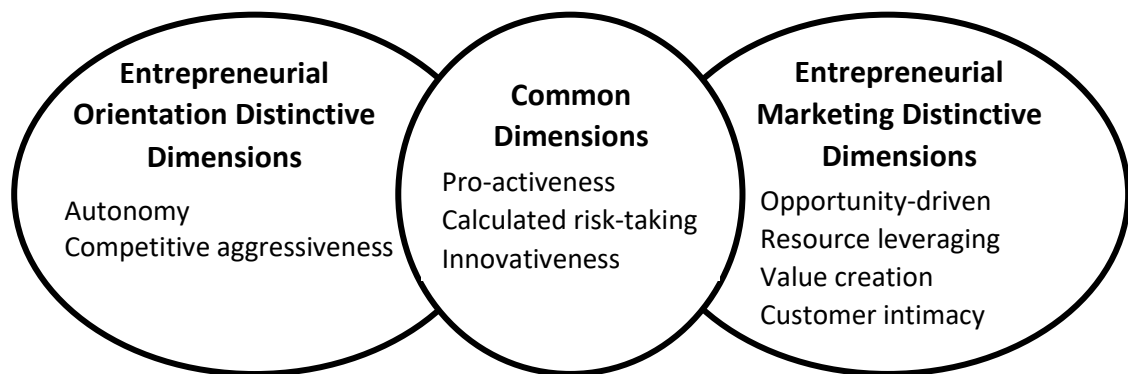 Entrepreneurial
Orientation Distinctive
Dimensions
Autonomy
Competitive aggressiveness
Common
Dimensions
Pro-activeness
Calculated risk-taking
Innovativeness
Entrepreneurial
Marketing Distinctive
Dimensions
Opportunity-driven
Resource leveraging
Value creation
Customer intimacy